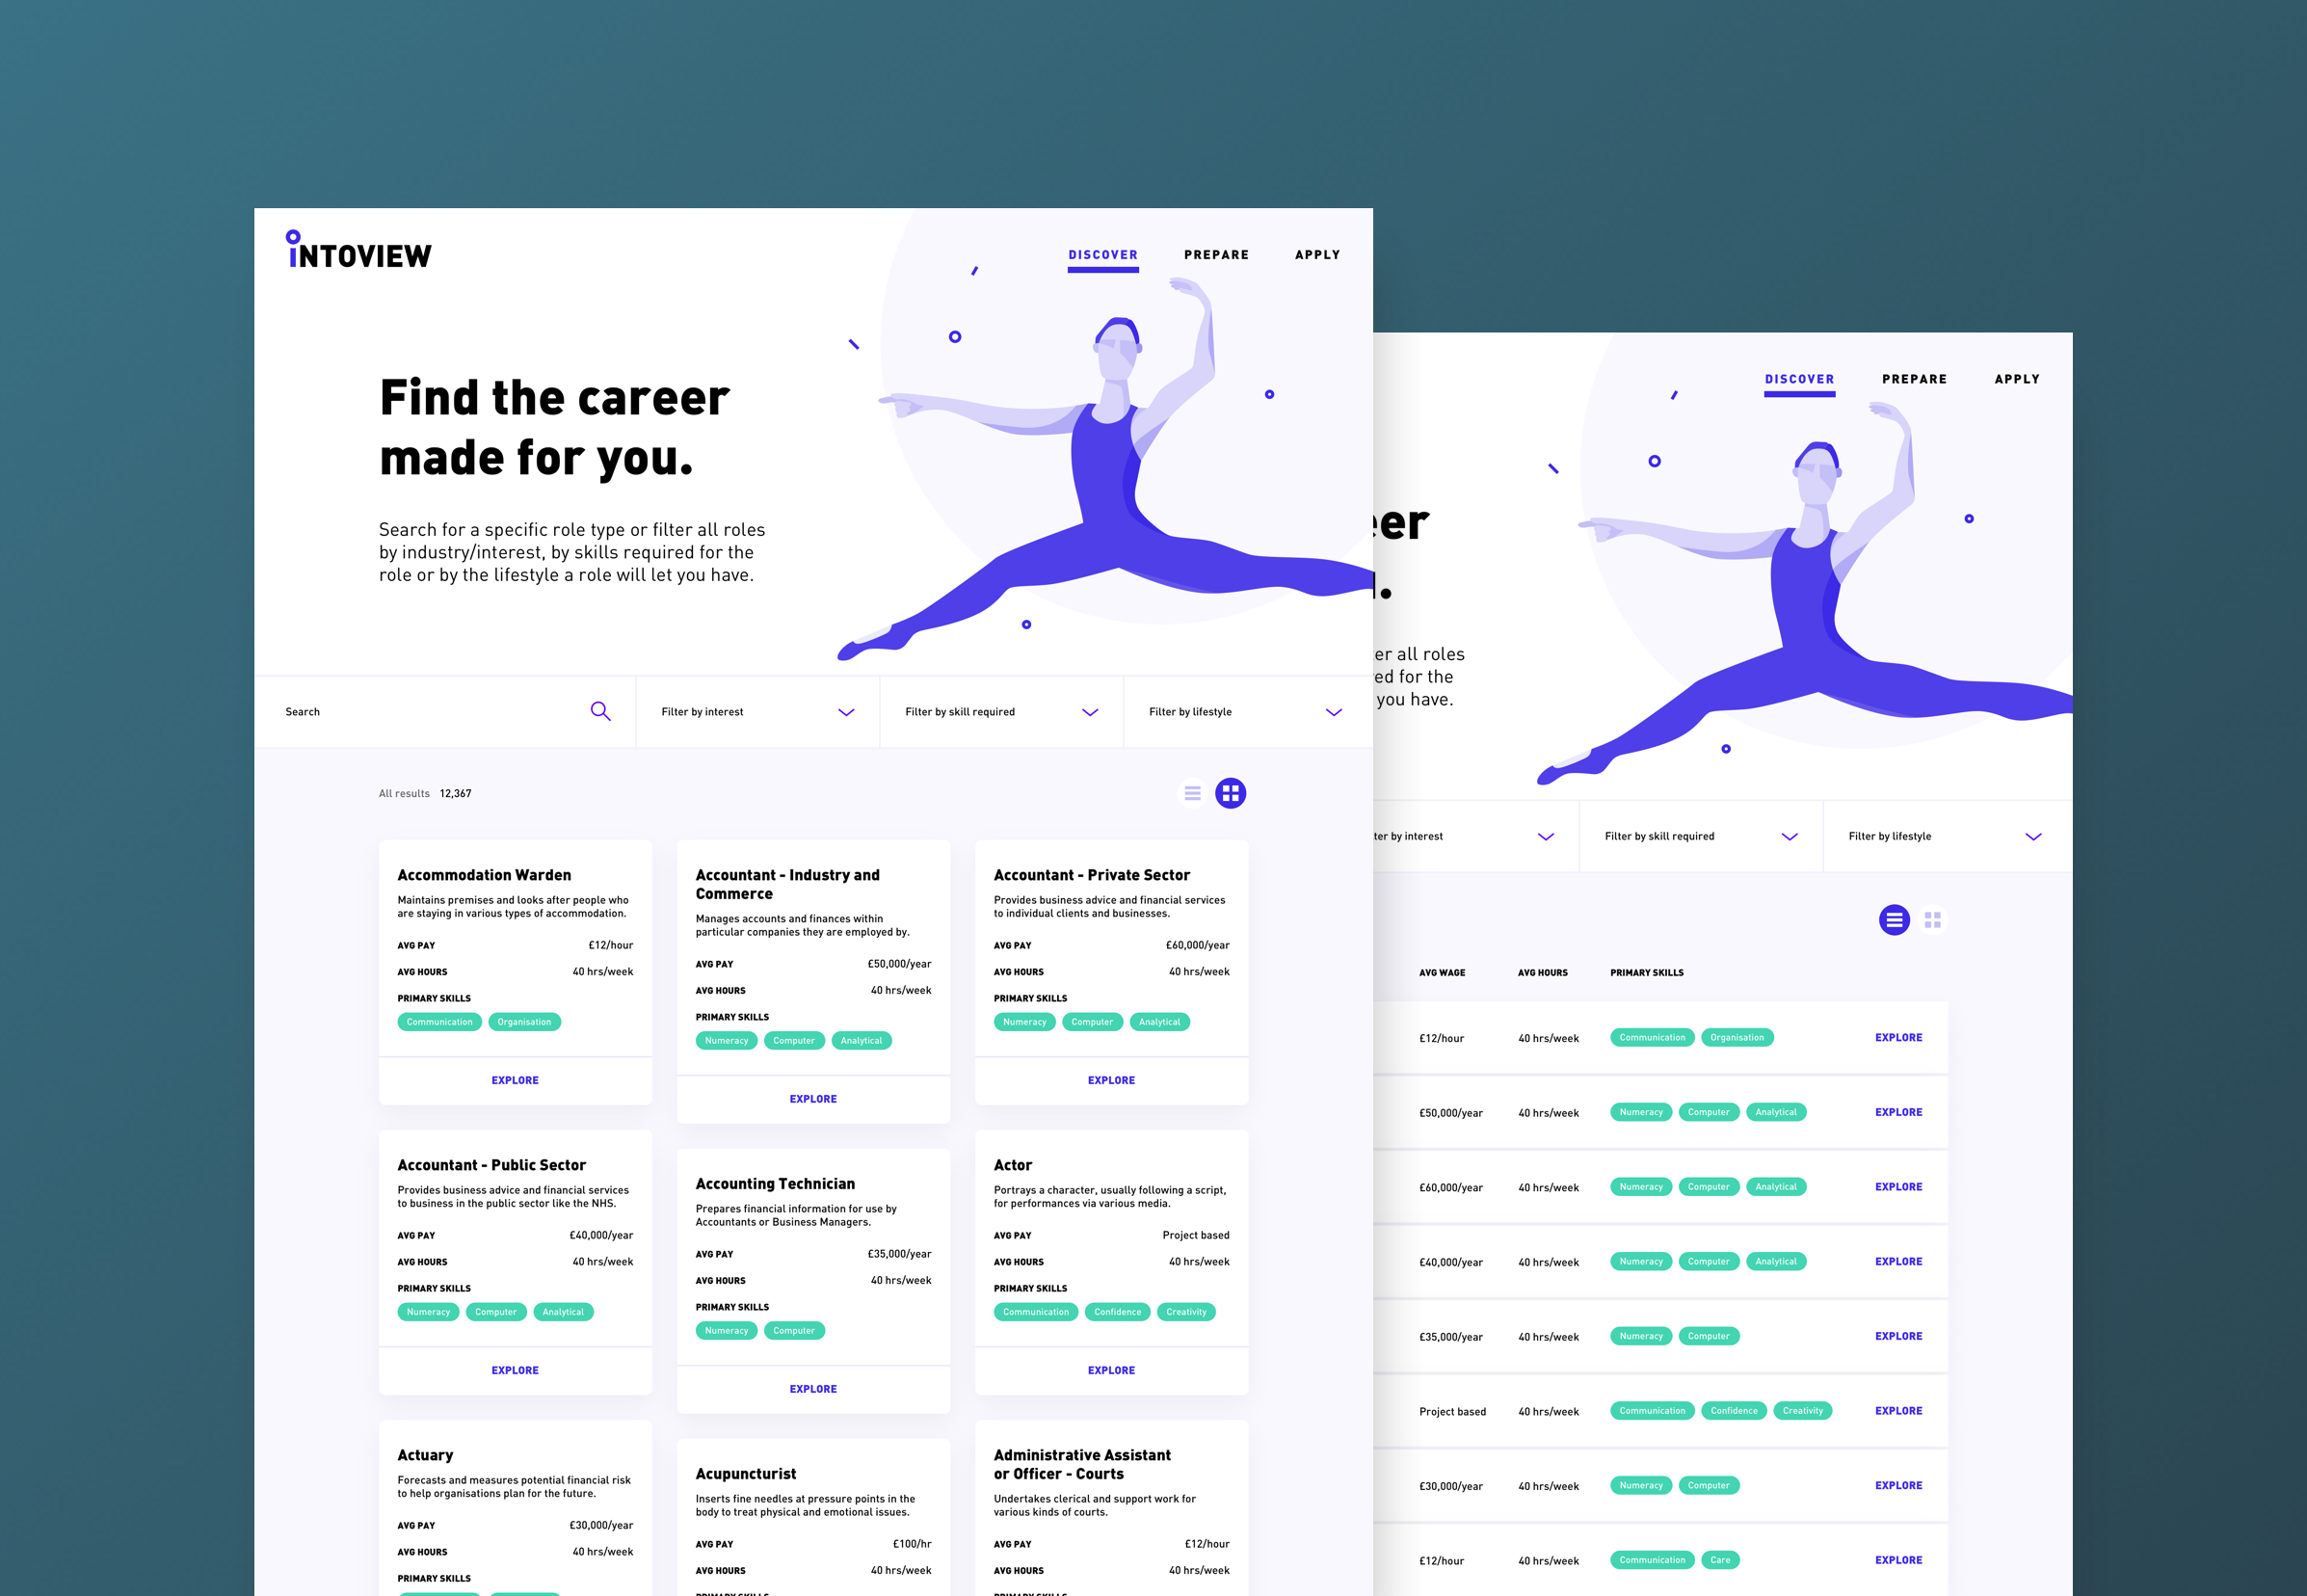 iNTOVIEW
DISCOVER PREPARE APPLY
Find the career
made for you.
Search for a specific role type or filter all roles
by industry/interest, by skills required for the
role or by the lifestyle a role will let you have.
Search
Filter by interest
Filter by skill required
Filter by lifestyle
All results 12,367
Accommodation Warden
Maintains premises and looks after people who
are staying in various types of accommodation.
AVG PAY £12/hour
AVG HOURS 40 hrs/week
PRIMARY SKILLS
Communication Organisation
EXPLORE
Accountant - Industry and
Commerce
Manages accounts and finances within
particular companies they are employed by.
AVG PAY £50,000/year
AVG HOURS 40 hrs/week
PRIMARY SKILLS
Numeracy Computer Analytical
EXPLORE
Accountant - Private Sector
Provides business advice and financial services
to individual clients and businesses.
AVG PAY £60,000/year
AVG HOURS 40 hrs/week
PRIMARY SKILLS
Numeracy Computer Analytical
EXPLORE
Accountant - Public Sector
Provides business advice and financial services
to business in the public sector like the NHS.
AVG PAY £40,000/year
AVG HOURS 40 hrs/week
PRIMARY SKILLS
Numeracy Computer Analytical
EXPLORE
Accounting Technician
Prepares financial information for use by
Accountants or Business Managers.
AVG PAY £35,000/year
AVG HOURS 40 hrs/week
PRIMARY SKILLS
Numeracy Computer
EXPLORE
Actor
Portrays a character, usually following a script,
for performances via various media.
AVG PAY Project based
AVG HOURS 40 hrs/week
PRIMARY SKILLS
Communication Confidence Creativity
EXPLORE
Actuary
Forecasts and measures potential financial risk
to help organisations plan for the future.
AVG PAY £30,000/year
AVG HOURS 40 hrs/week
PRIMARY SKILLS
Acupuncturist
Inserts fine needles at pressure points in the
body to treat physical and emotional issues.
AVG PAY £100/hr
AVG HOURS 40 hrs/week
PRIMARY SKILLS
Administrative Assistant
or Officer - Courts
Undertakes clerical and support work for
various kinds of courts.
AVG PAY £12/hour
AVG HOURS 40 hrs/week
PRIMARY SKILLS
DISCOVER PREPARE APPLY
er
.
er all roles
ed for the
you have.
ter by interest
Filter by skill required
Filter by lifestyle
AVG WAGE AVG HOURS PRIMARY SKILLS
£12/hour 40 hrs/week Communication Organisation EXPLORE
£50,000/year 40 hrs/week Numeracy Computer Analytical EXPLORE
£60,000/year 40 hrs/week Numeracy Computer Analytical EXPLORE
£40,000/year 40 hrs/week Numeracy Computer Analytical EXPLORE
£35,000/year 40 hrs/week Numeracy Computer EXPLORE
Project based 40 hrs/week Communication Confidence Creativity EXPLORE
£30,000/year 40 hrs/week Numeracy Computer EXPLORE
£12/hour 40 hrs/week Communication Care EXPLORE